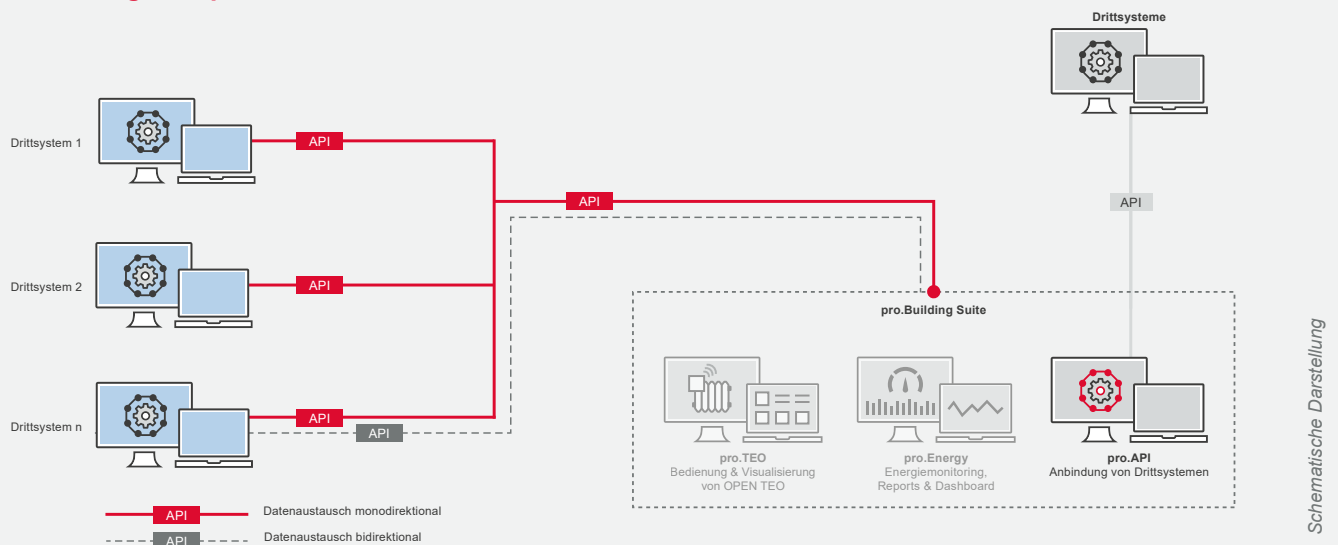 Drittsysteme
Drittsystem 1
API
API
API
Drittsystem 2
API
pro.Building Suite
Drittsystem n
API
API
pro.TEO
Bedienung & Visualisierung
von OPEN TEO
pro.Energy
Energiemonitoring,
Reports & Dashboard
pro.API
Anbindung von Drittsystemen
API
Datenaustausch monodirektional
API
Datenaustausch bidirektional
Schematische Darstellung